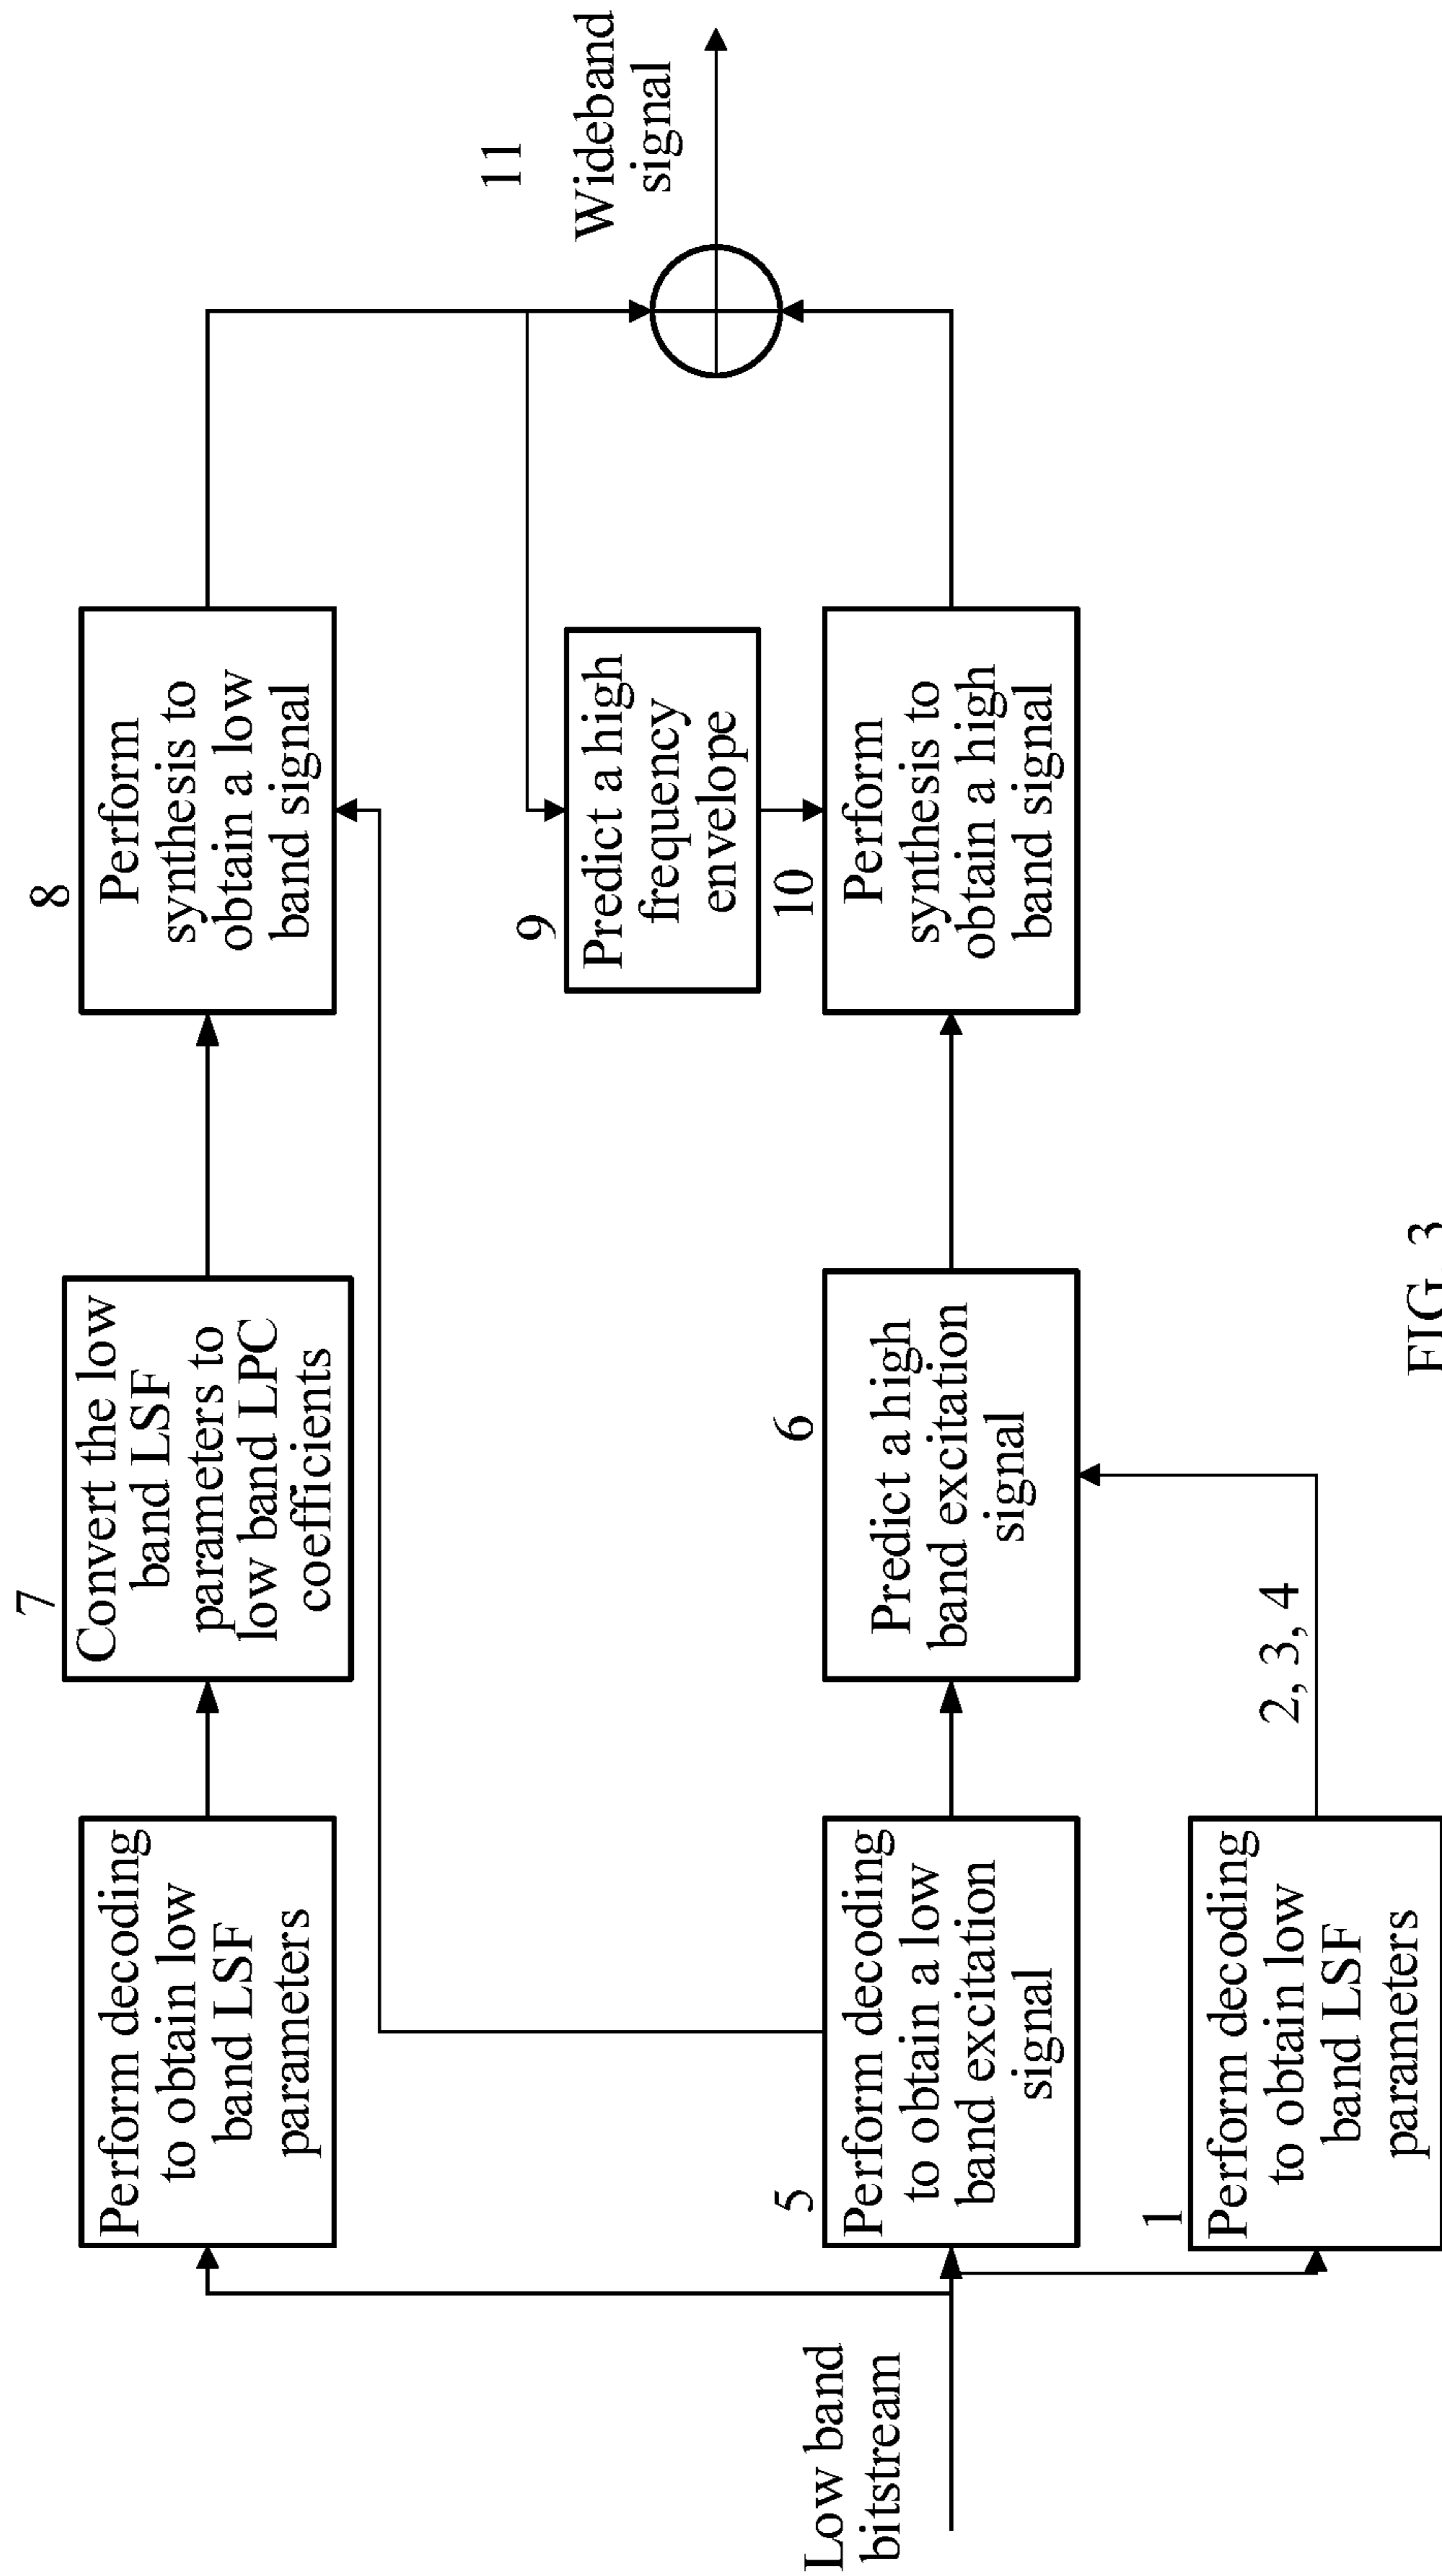 Low band
bitstream
Perform decoding
to obtain low
band LSF
parameters
7
Convert the low
band LSF
parameters to
low band LPC
coefficients
8
Perform
synthesis to
obtain a low
band signal
9
Predict a high
frequency
envelope
5
Perform decoding
to obtain a low
band excitation
signal
6
Predict a high
band excitation
signal
10
Perform
synthesis to
obtain a high
band signal
11
Wideband
signal
1
Perform decoding
to obtain low
band LSF
parameters
2, 3, 4
FIG. 3